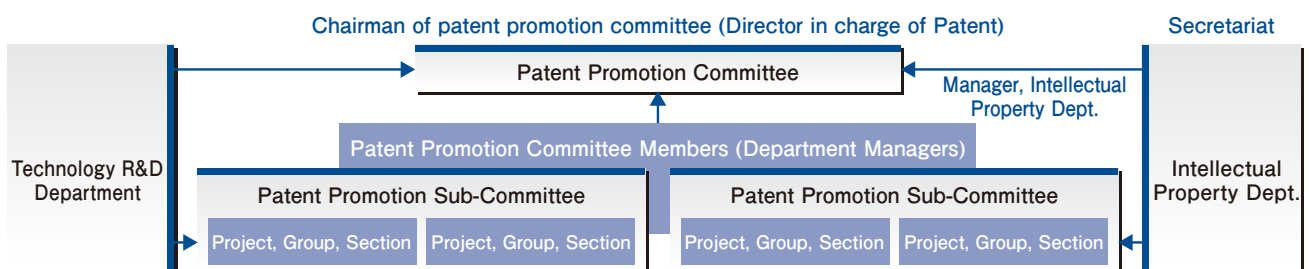 Chairman of patent promotion committee (Director in charge of Patent)
Secretariat
Patent Promotion Committee
Manager, Intellectual
Property Dept.
Patent Promotion Committee Members (Department Managers)
Technology R&D
Department
Patent Promotion Sub-Committee
Patent Promotion Sub-Committee
Intellectual
Property Dept.
Project, Group, Section
Project, Group, Section
Project, Group, Section
Project, Group, Section